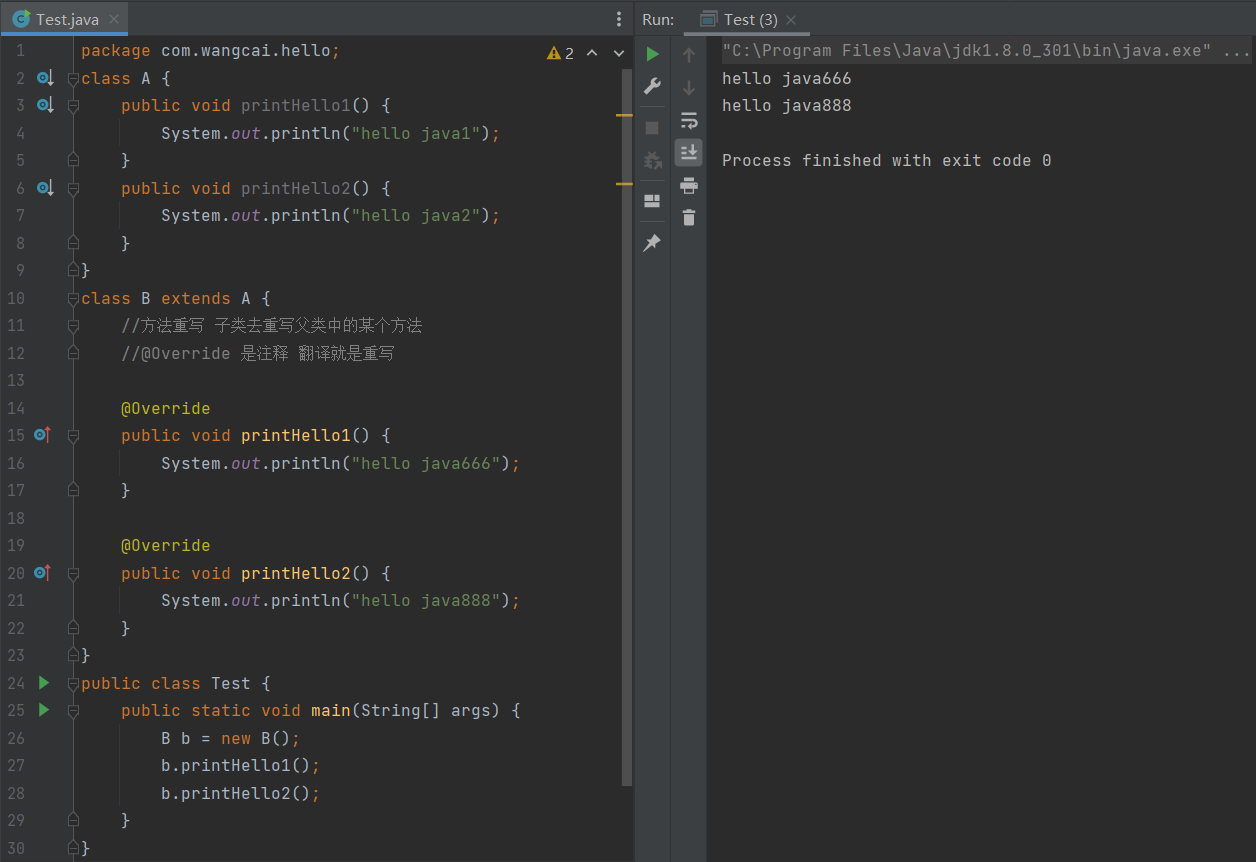 Test.java
1 package com.wangcai.hello;
2 class A {
3 public void printHello1() {
4 System.out.println("hello java1");
5 }
6 public void printHello2() {
7 System.out.println("hello java2");
8 }
9 }
10 class B extends A {
11 //方法重写 子类去重写父类中的某个方法
12 //@Override 是注释 翻译就是重写
13
14 @Override
15 public void printHello1() {
16 System.out.println("hello java666");
17 }
18
19 @Override
20 public void printHello2() {
21 System.out.println("hello java888");
22 }
23 }
24 public class Test {
25 public static void main(String[] args) {
26 B b = new B();
27 b.printHello1();
28 b.printHello2();
29 }
30 }
2
Run: Test (3)
"C:\Program Files\Java\jdk1.8.0_301\bin\java.exe" ...
hello java666
hello java888
Process finished with exit code 0